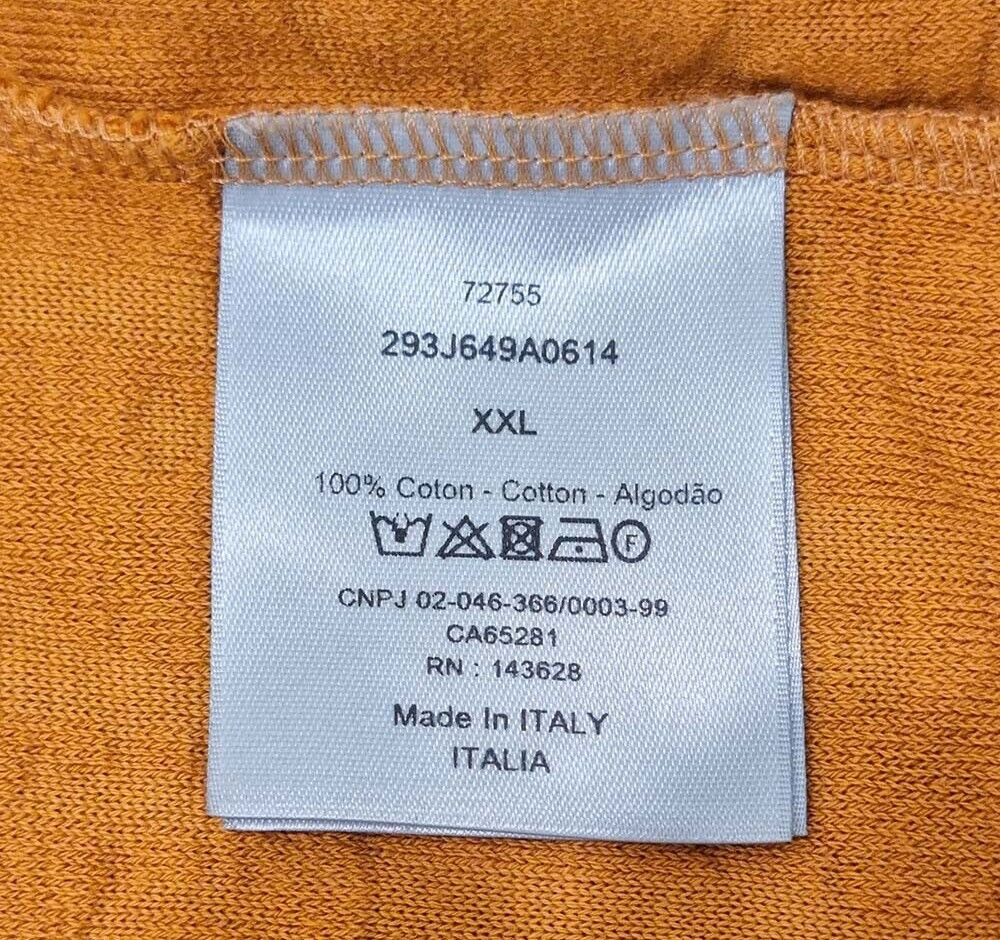 72755
293J649A0614
XXL
100% Coton - Cotton - Algodão
F
CNPJ 02-046-366/0003-99
CA65281
RN : 143628
Made In ITALY
ITALIA